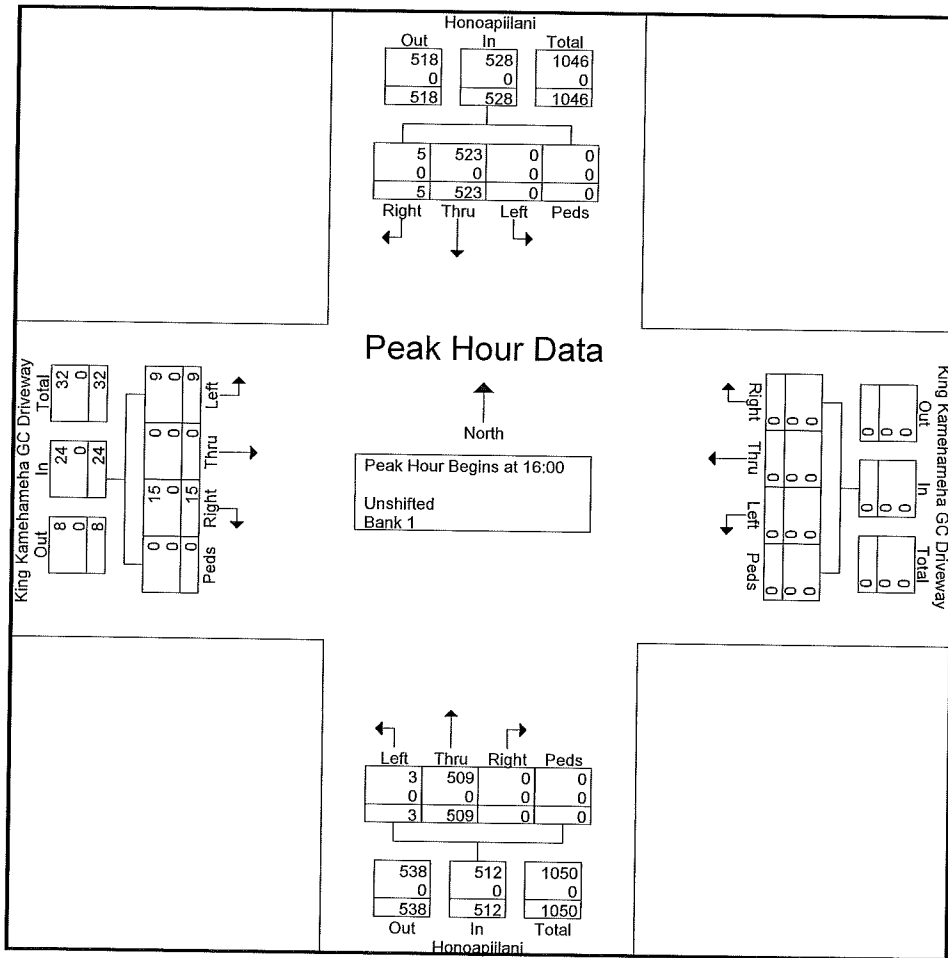 Honoapiilani
Out In Total
518 528 1046
0 0 0
518 528 1046
5 523 0 0
0 0 0 0
5 523 0 0
Right Thru Left Peds
Peak Hour Data
North
Peak Hour Begins at 16:00
Unshifted
Bank 1
King Kamehameha GC Driveway
Out In Total
8 24 32
0 0 0
8 24 32
9 0 15 0
0 0 0 0
9 0 15 0
Left Thru Right Peds
King Kamehameha GC Driveway
Out In Total
0 0 0
0 0 0
0 0 0
0 0 0 0
0 0 0 0
0 0 0 0
Right Thru Left Peds
Left Thru Right Peds
3 509 0 0
0 0 0 0
3 509 0 0
538 512 1050
0 0 0
538 512 1050
Out In Total
Honoapiilani